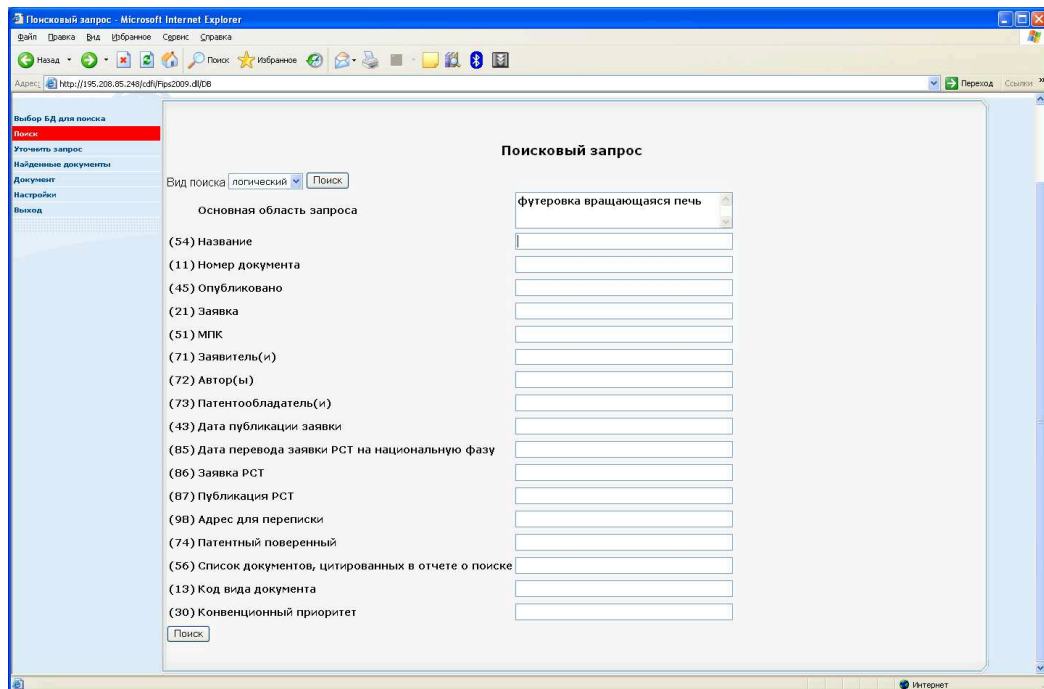 Поисковый запрос - Microsoft Internet Explorer
Файл Правка Вид Избранное Сервис Справка
Назад Поиск Избранное
Адрес: http://195.208.85.248/cdfi/Fips2009.dll/DB Переход Ссылки »
Выбор БД для поиска
Поиск
Уточнить запрос
Найденные документы
Документ
Настройки
Выход
Поисковый запрос
Вид поиска логический Поиск
Основная область запроса футеровка вращающаяся печь
(54) Название
(11) Номер документа
(45) Опубликовано
(21) Заявка
(51) МПК
(71) Заявитель(и)
(72) Автор(ы)
(73) Патентообладатель(и)
(43) Дата публикации заявки
(85) Дата перевода заявки РСТ на национальную фазу
(86) Заявка РСТ
(87) Публикация РСТ
(98) Адрес для переписки
(74) Патентный поверенный
(56) Список документов, цитированных в отчете о поиске
(13) Код вида документа
(30) Конвенционный приоритет
Поиск
Интернет